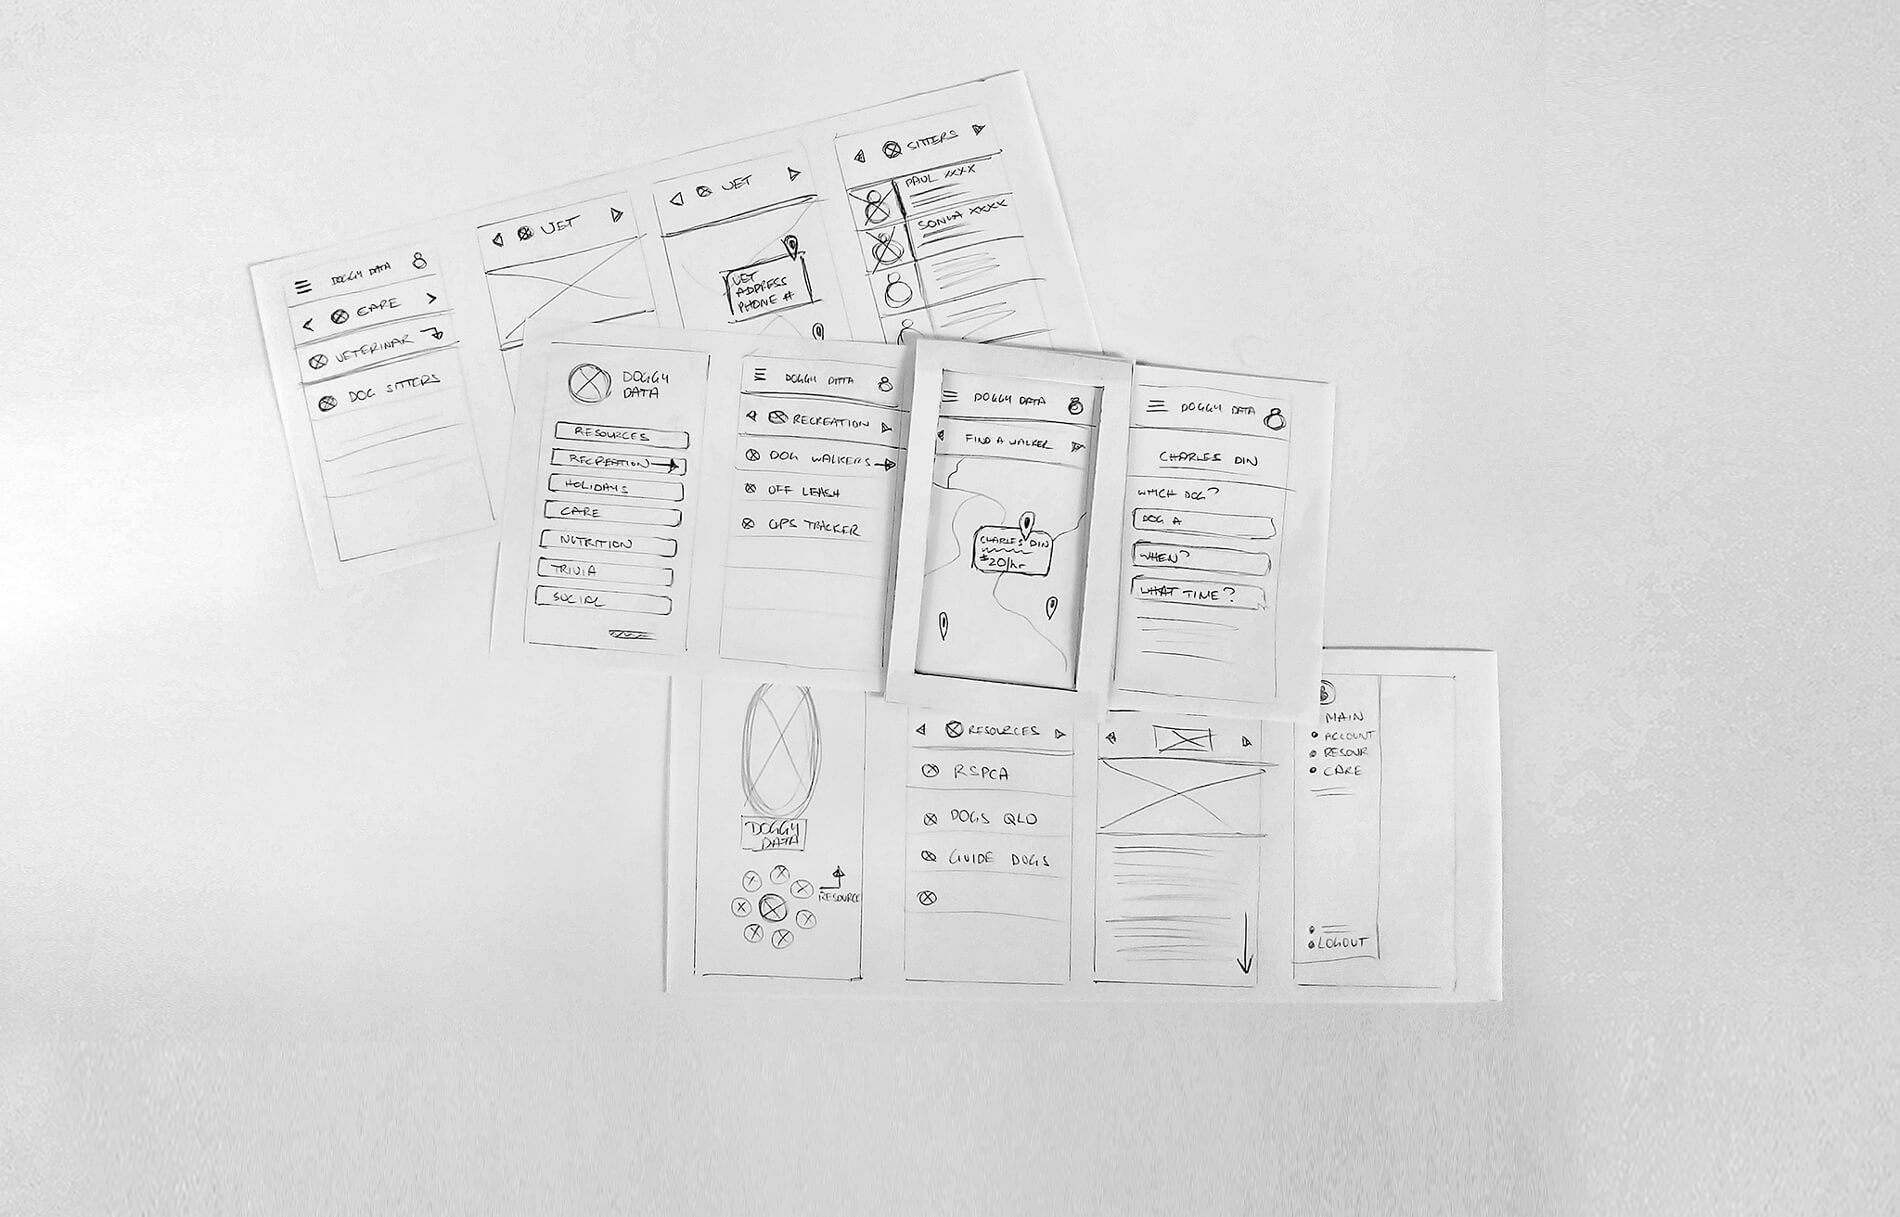 DOGGY DATA
CARE
VETERINAR
DOG SITTERS
VET
VET
VET
ADDRESS
PHONE #
SITTERS
PAUL XXXX
SONIA XXXX
DOGGY
DATA
RESOURCES
RECREATION
HOLIDAYS
CARE
NUTRITION
TRIVIA
SOCIAL
DOGGY DATA
RECREATION
DOG WALKERS
OFF LEASH
GPS TRACKER
DOGGY DATA
FIND A WALKER
CHARLES DIN
$20/hr
DOGGY DATA
CHARLES DIN
WHICH DOG?
DOG A
WHEN?
WHAT TIME?
DOGGY
DATA
RESOURCE
RESOURCES
RSPCA
DOGS QLD
GUIDE DOGS
MAIN
ACCOUNT
RESOUR
CARE
LOGOUT